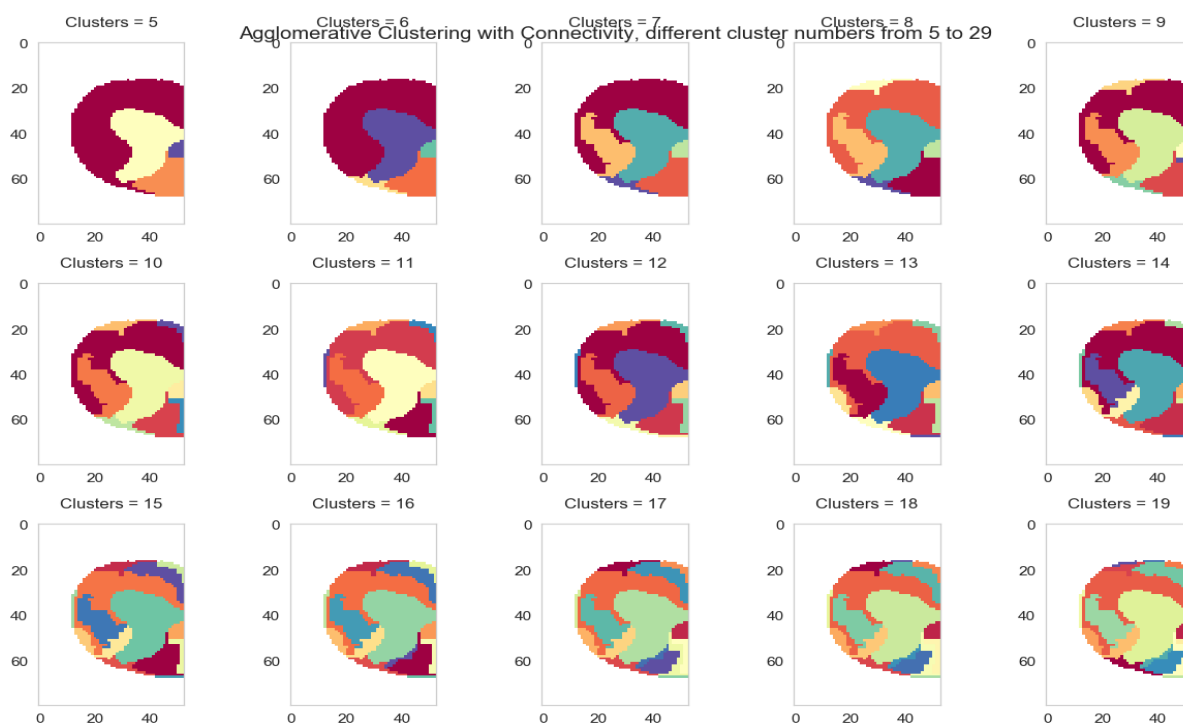 Clusters = 5 Clusters = 6 Clusters = 7 Clusters = 8 Clusters = 9
Agglomerative Clustering with Connectivity, different cluster numbers from 5 to 29
0 0 0 0 0
20 20 20 20 20
40 40 40 40 40
60 60 60 60 60
0 20 40 0 20 40 0 20 40 0 20 40 0 20 40
Clusters = 10 Clusters = 11 Clusters = 12 Clusters = 13 Clusters = 14
0 0 0 0 0
20 20 20 20 20
40 40 40 40 40
60 60 60 60 60
0 20 40 0 20 40 0 20 40 0 20 40 0 20 40
Clusters = 15 Clusters = 16 Clusters = 17 Clusters = 18 Clusters = 19
0 0 0 0 0
20 20 20 20 20
40 40 40 40 40
60 60 60 60 60
0 20 40 0 20 40 0 20 40 0 20 40 0 20 40